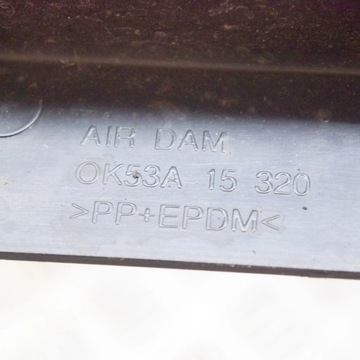 AIR DAM
OK53A 15 320
>PP+EPDM<